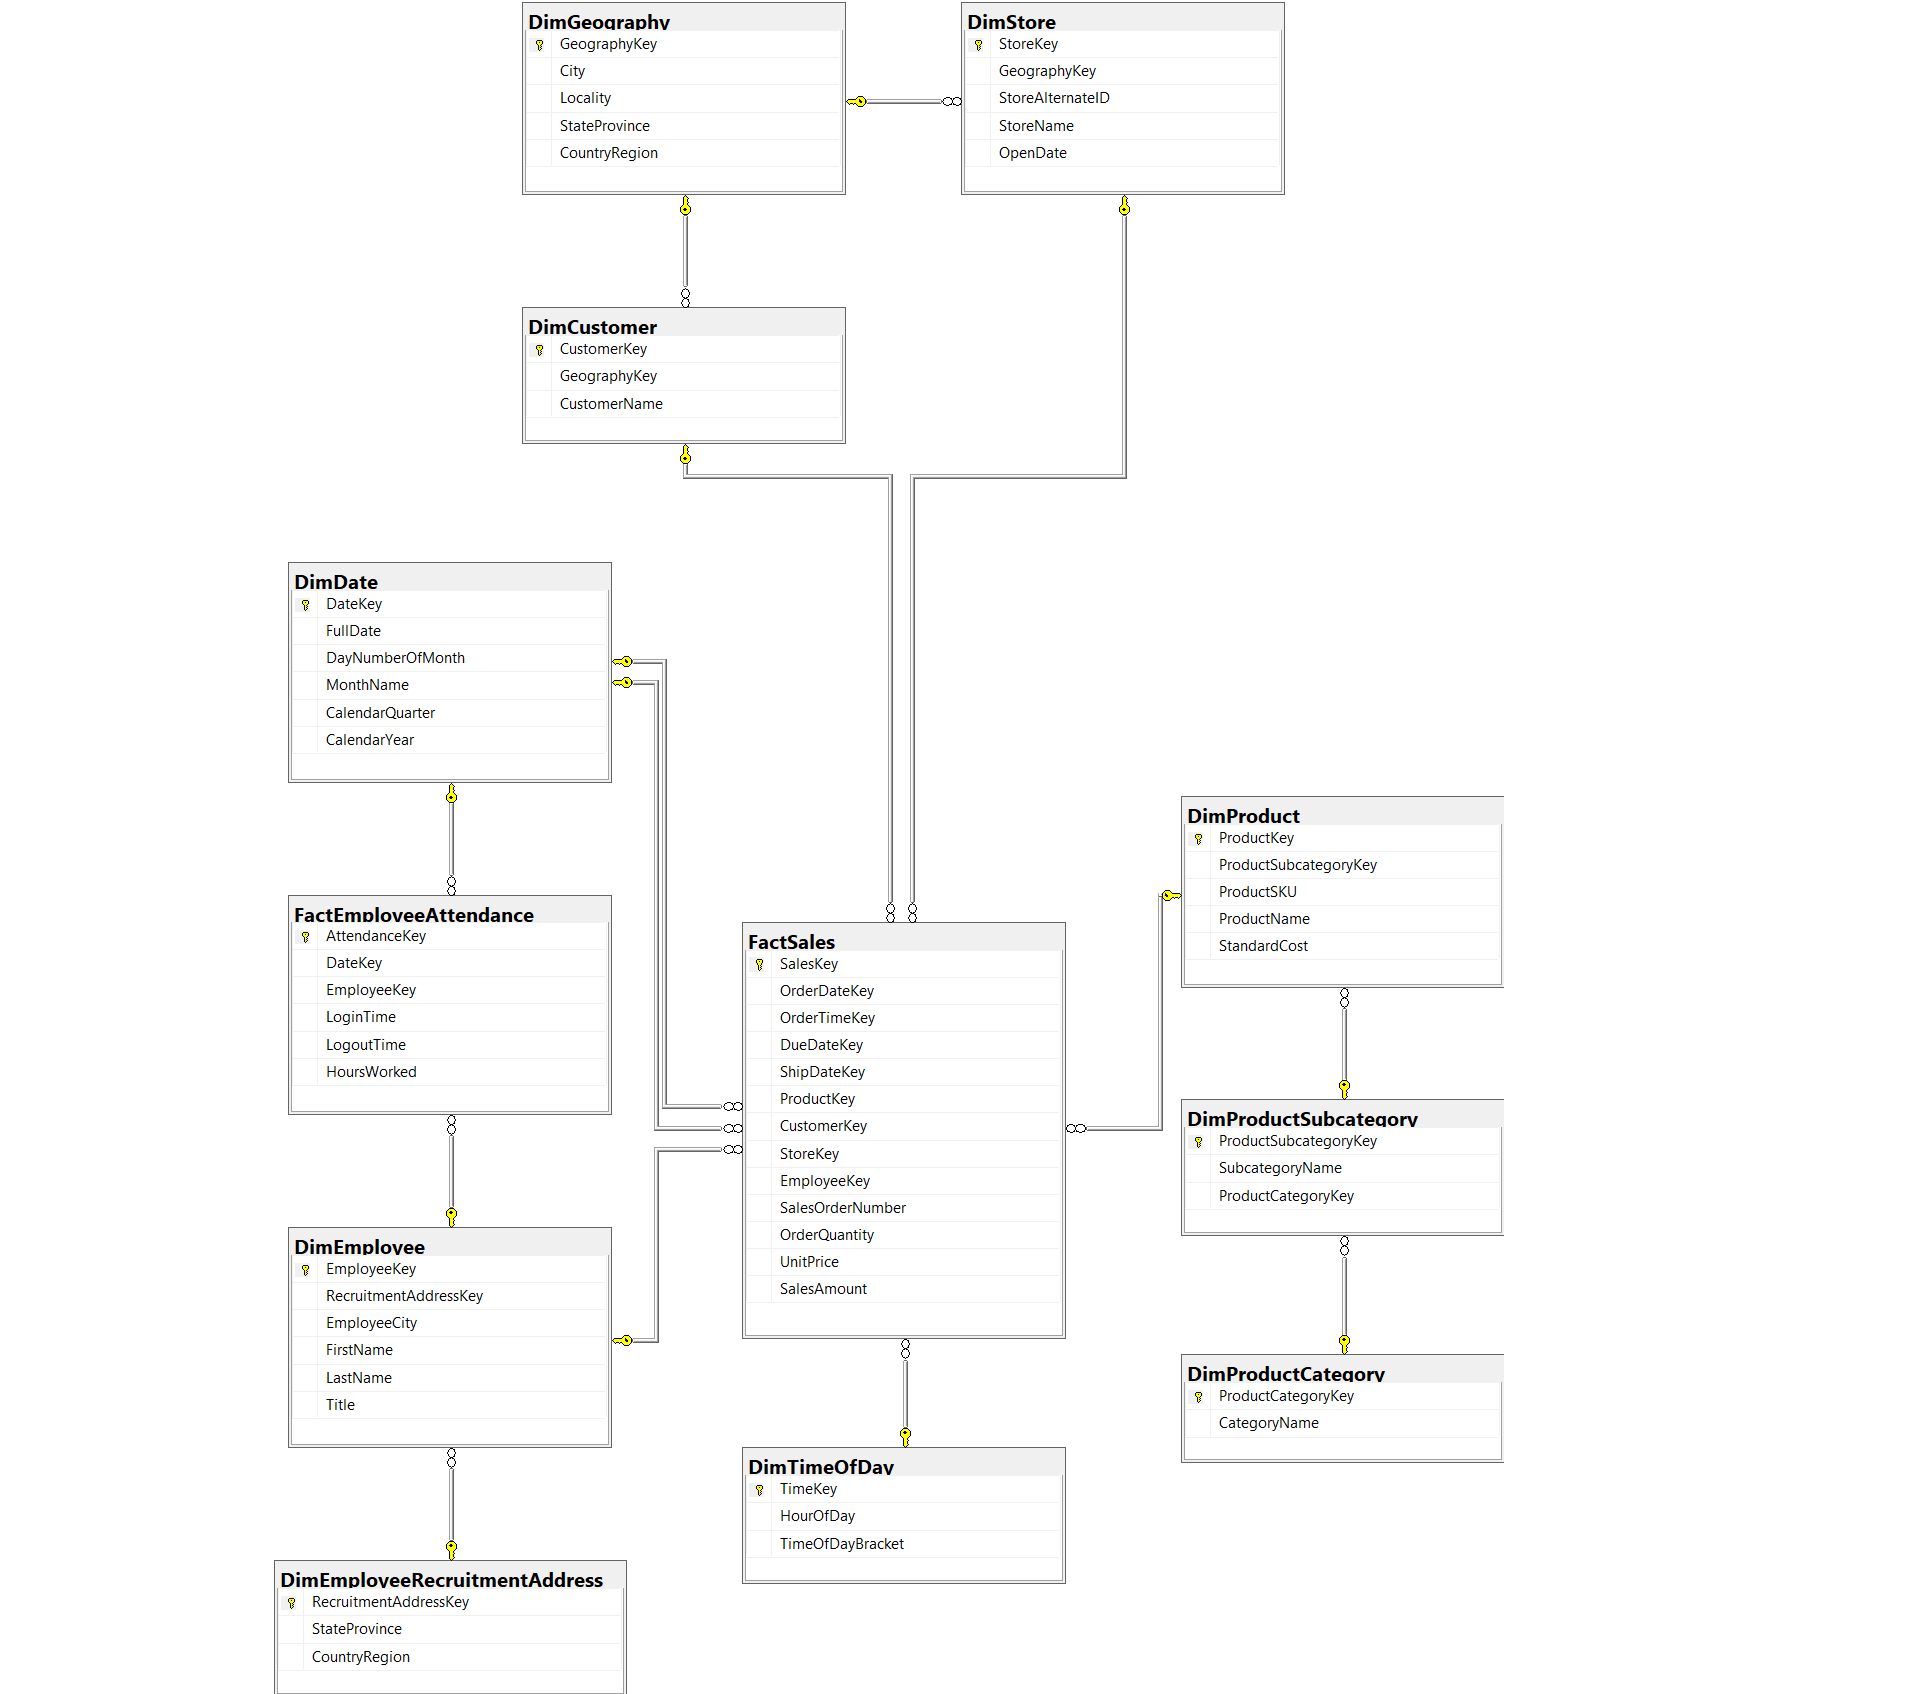 DimGeography
GeographyKey
City
Locality
StateProvince
CountryRegion
DimStore
StoreKey
GeographyKey
StoreAlternateID
StoreName
OpenDate
DimCustomer
CustomerKey
GeographyKey
CustomerName
DimDate
DateKey
FullDate
DayNumberOfMonth
MonthName
CalendarQuarter
CalendarYear
FactEmployeeAttendance
AttendanceKey
DateKey
EmployeeKey
LoginTime
LogoutTime
HoursWorked
FactSales
SalesKey
OrderDateKey
OrderTimeKey
DueDateKey
ShipDateKey
ProductKey
CustomerKey
StoreKey
EmployeeKey
SalesOrderNumber
OrderQuantity
UnitPrice
SalesAmount
DimProduct
ProductKey
ProductSubcategoryKey
ProductSKU
ProductName
StandardCost
DimProductSubcategory
ProductSubcategoryKey
SubcategoryName
ProductCategoryKey
DimProductCategory
ProductCategoryKey
CategoryName
DimEmployee
EmployeeKey
RecruitmentAddressKey
EmployeeCity
FirstName
LastName
Title
DimTimeOfDay
TimeKey
HourOfDay
TimeOfDayBracket
DimEmployeeRecruitmentAddress
RecruitmentAddressKey
StateProvince
CountryRegion